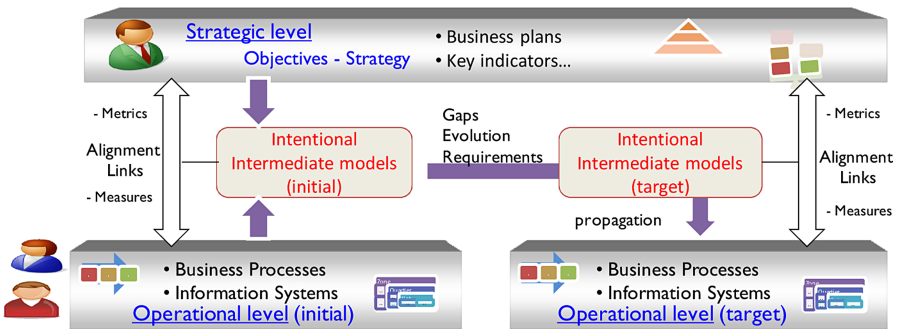 Strategic level
Objectives - Strategy
• Business plans
• Key indicators...
- Metrics
Alignment
Links
- Measures
Intentional
Intermediate models
(initial)
Gaps
Evolution
Requirements
Intentional
Intermediate models
(target)
- Metrics
Alignment
Links
- Measures
propagation
• Business Processes
• Information Systems
Operational level (initial)
• Business Processes
• Information Systems
Operational level (target)